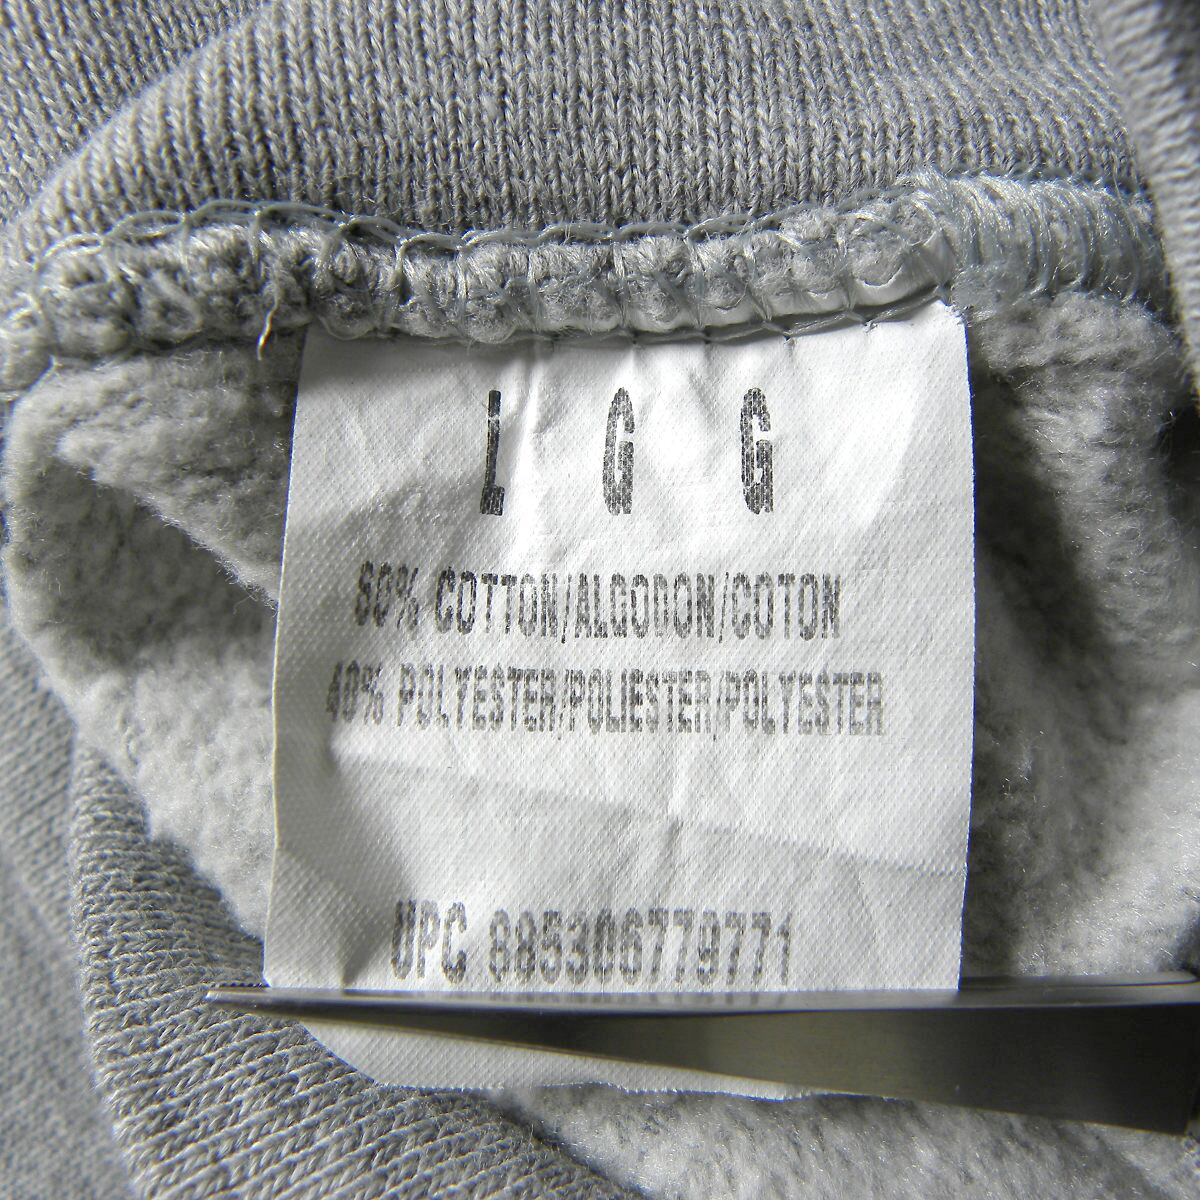 L G G
60% COTTON/ALGODON/COTON
40% POLYESTER/POLIESTER/POLYESTER
UPC 885306779771